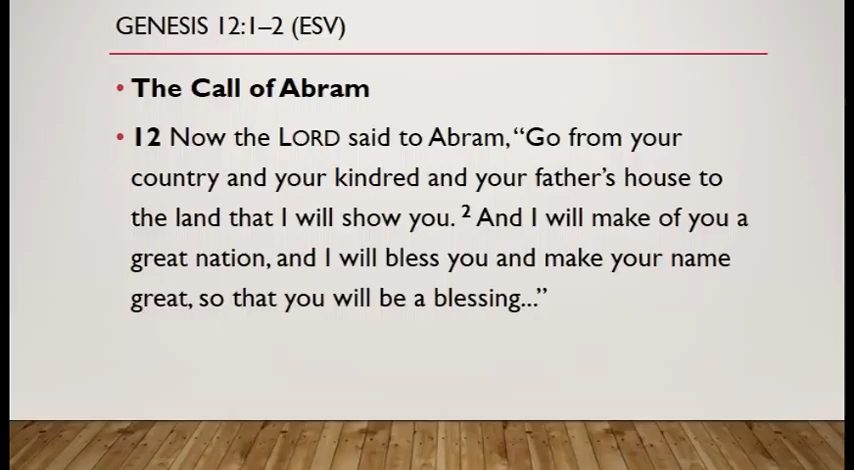 GENESIS 12:1–2 (ESV)
• The Call of Abram
• 12 Now the LORD said to Abram, “Go from your
country and your kindred and your father’s house to
the land that I will show you. 2 And I will make of you a
great nation, and I will bless you and make your name
great, so that you will be a blessing...”